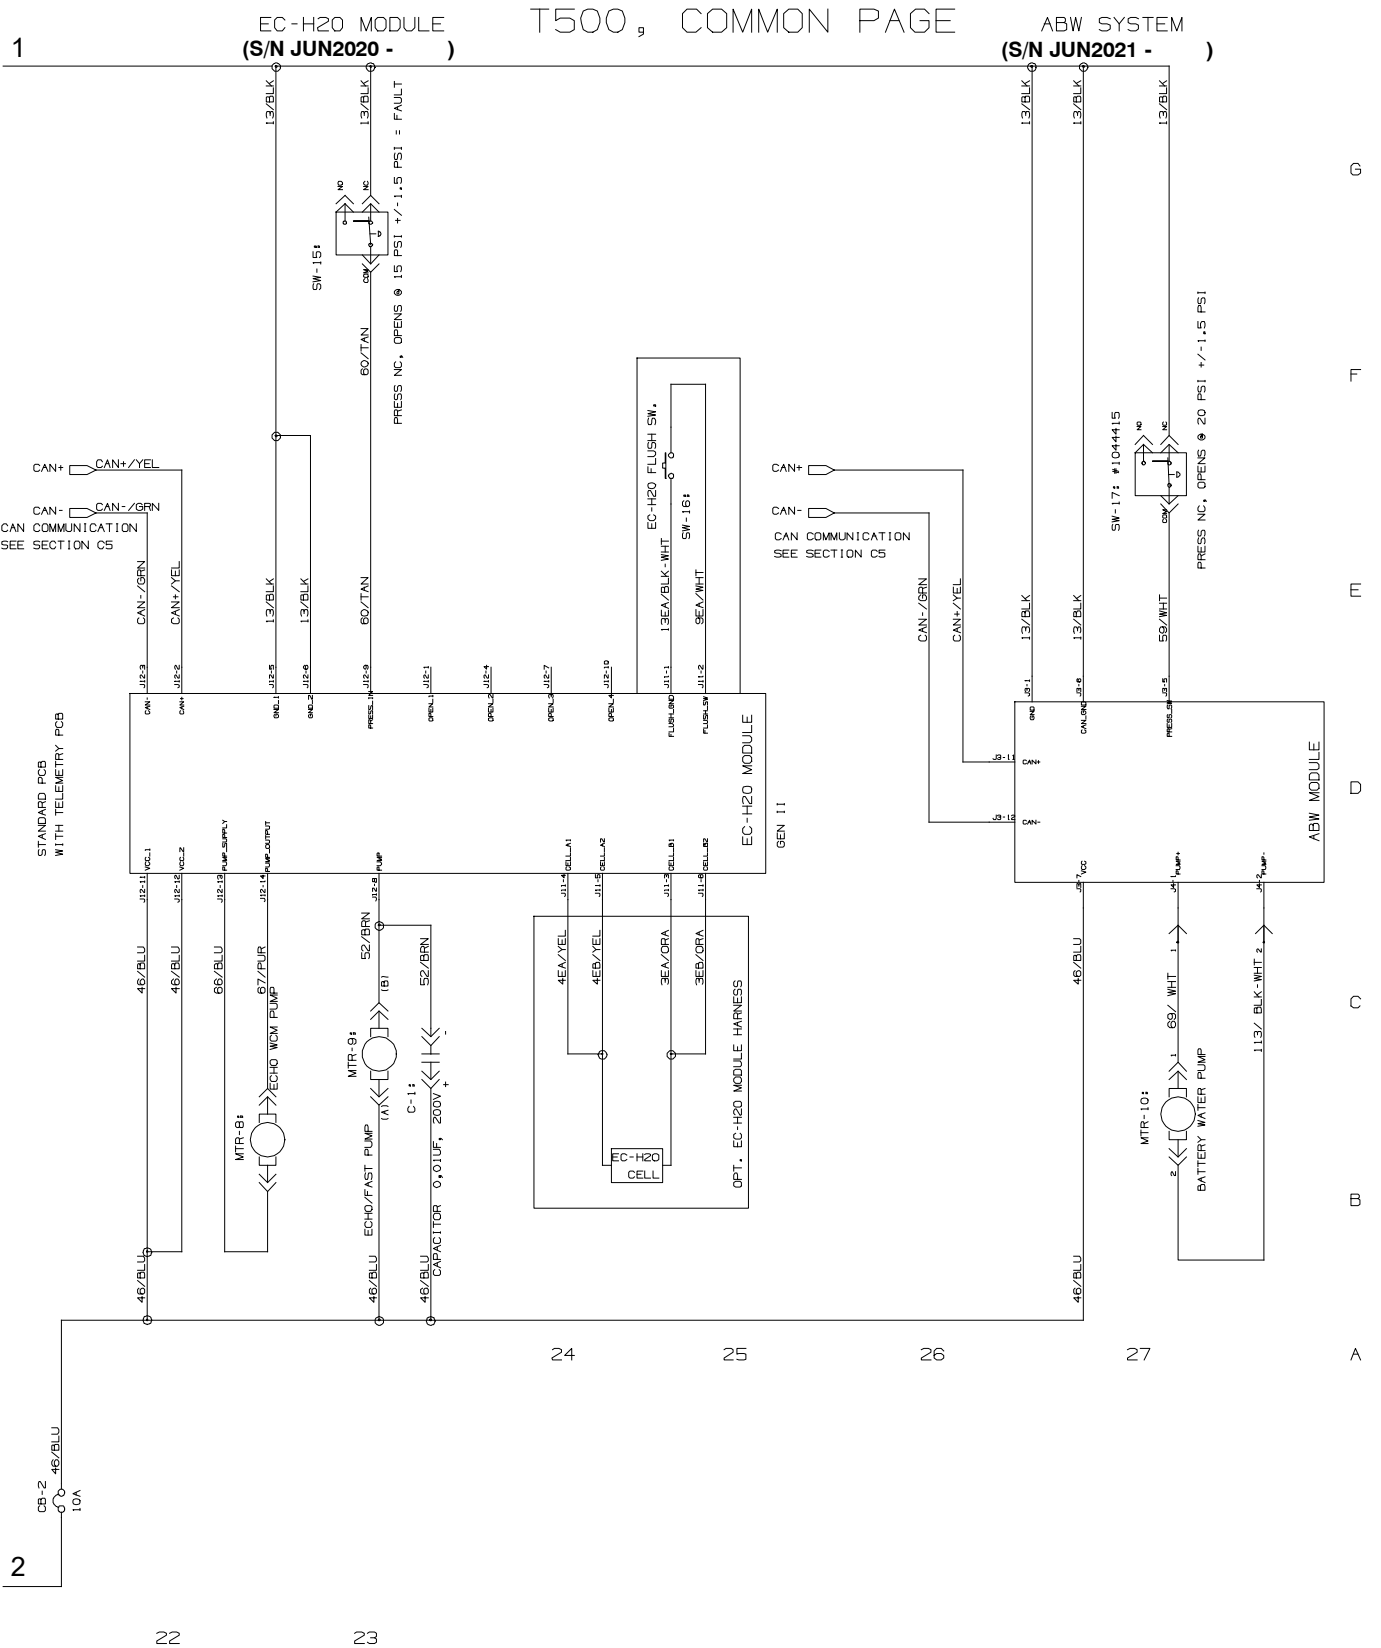 T500, COMMON PAGE
EC-H2O MODULE
(S/N JUN2020 -        )
ABW SYSTEM
(S/N JUN2021 -        )
1
13/BLK
13/BLK
13/BLK
13/BLK
13/BLK
G
NO
NC
SW-15:
COM
PRESS NC, OPENS @ 15 PSI +/-1.5 PSI = FAULT
60/TAN
F
EC-H2O FLUSH SW.
SW-16:
NO
NC
SW-17: #1044415
COM
PRESS NC, OPENS @ 20 PSI +/-1.5 PSI
CAN+
CAN+/YEL
CAN-
CAN-/GRN
CAN COMMUNICATION
SEE SECTION C5
CAN+
CAN-
CAN COMMUNICATION
SEE SECTION C5
E
CAN-/GRN
CAN+/YEL
13/BLK
13/BLK
60/TAN
13EA/BLK-WHT
9EA/WHT
CAN-/GRN
CAN+/YEL
13/BLK
13/BLK
59/WHT
J12-3
J12-2
J12-5
J12-6
J12-9
J12-1
J12-4
J12-7
J12-10
J11-1
J11-2
J3-1
J3-6
J3-5
CAN-
CAN+
GND_1
GND_2
PRESS_IN
OPEN_1
OPEN_2
OPEN_3
OPEN_4
FLUSH_GND
FLUSH_SW
GND
CAN_GND
PRESS_SW
STANDARD PCB
WITH TELEMETRY PCB
EC-H2O MODULE
GEN II
J3-11
CAN+
J3-12
CAN-
ABW MODULE
D
VCC_1
VCC_2
PUMP_SUPPLY
PUMP_OUTPUT
PUMP
CELL_A1
CELL_A2
CELL_B1
CELL_B2
VCC
PUMP+
PUMP-
J12-11
J12-12
J12-13
J12-14
J12-8
J11-4
J11-5
J11-3
J11-6
J3-7
J4-1
J4-2
46/BLU
46/BLU
66/BLU
67/PUR
52/BRN
52/BRN
4EA/YEL
4EB/YEL
3EA/ORA
3EB/ORA
46/BLU
1
2
69/ WHT
113/ BLK-WHT
C
(B)
ECHO WCM PUMP
MTR-8:
MTR-9:
(A)
ECHO/FAST PUMP
C-1:
-
+
CAPACITOR 0,01UF, 200V
EC-H2O
CELL
OPT. EC-H2O MODULE HARNESS
1
MTR-10:
2
BATTERY WATER PUMP
B
46/BLU
46/BLU
46/BLU
46/BLU
24
25
26
27
A
46/BLU
CB-2
10A
2
22
23